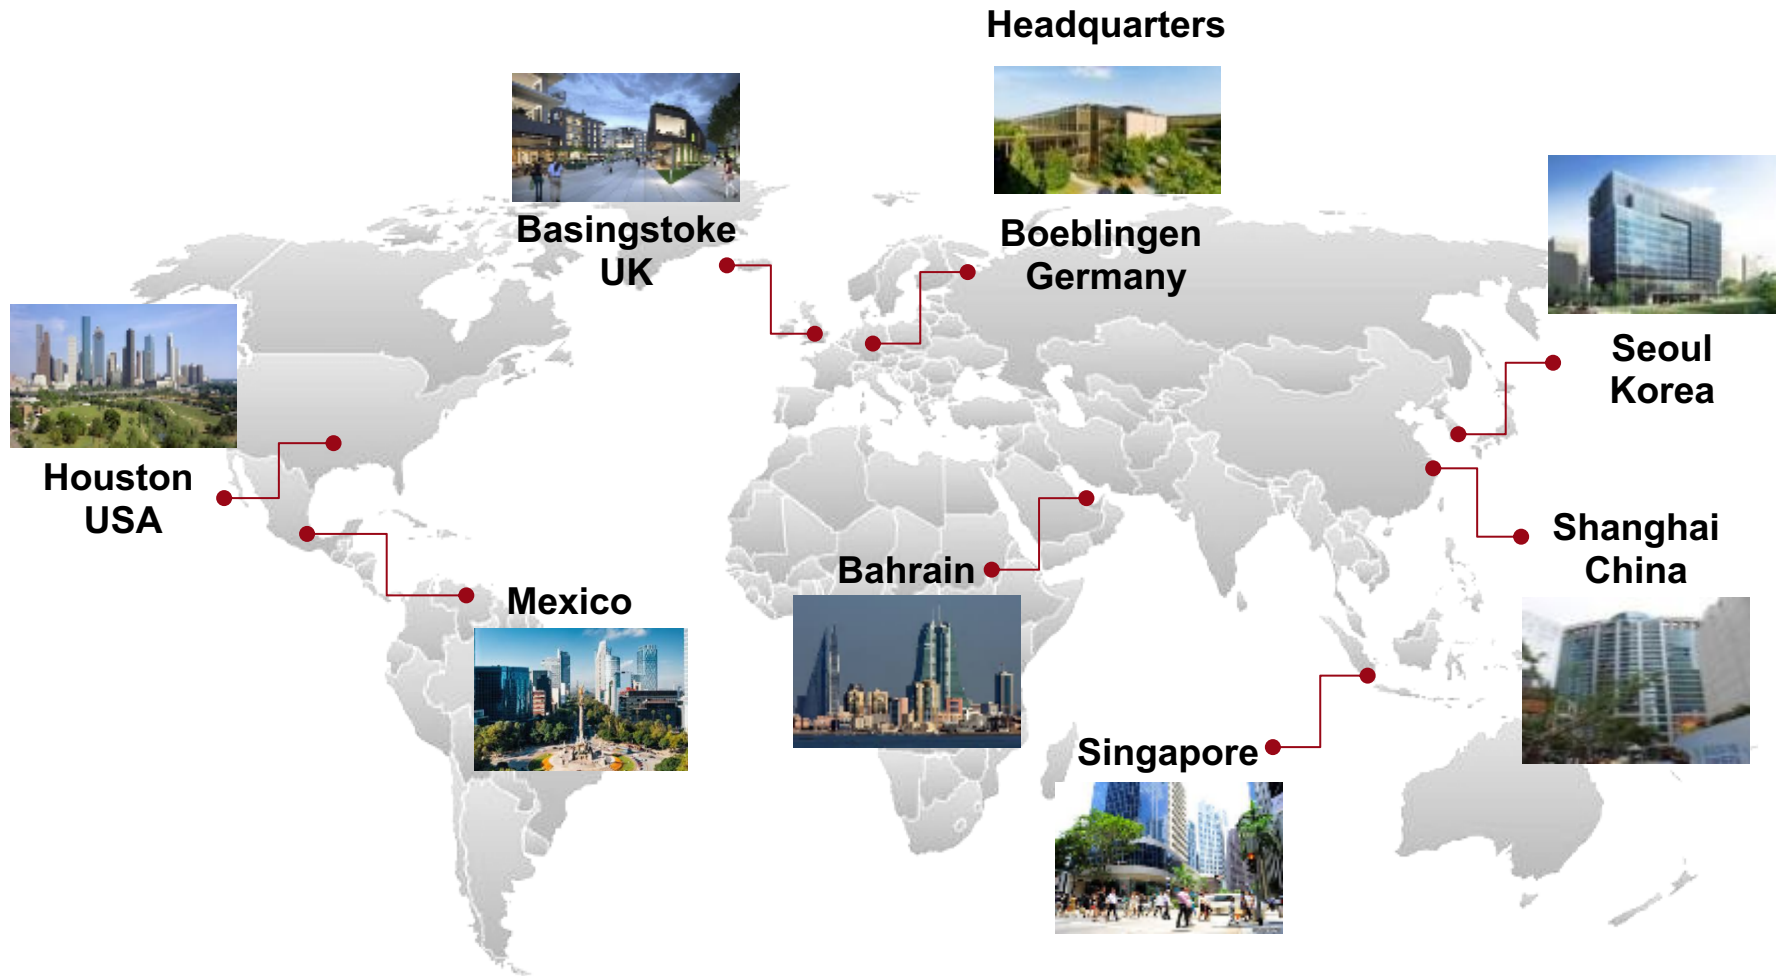 Headquarters
Basingstoke
UK
Boeblingen
Germany
Seoul
Korea
Houston
USA
Shanghai
China
Bahrain
Mexico
Singapore